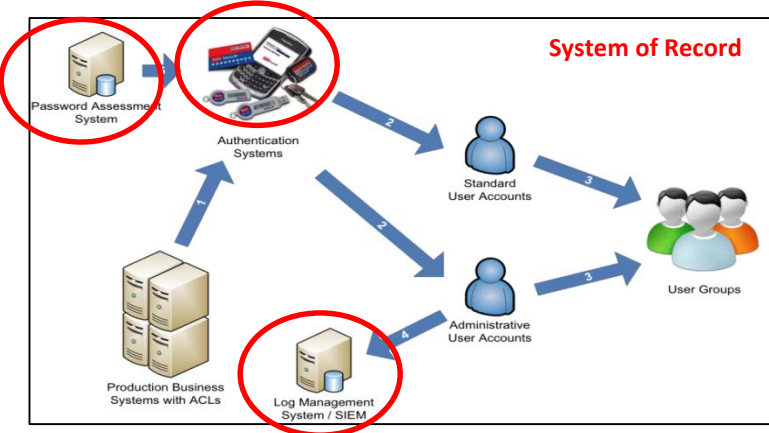 System of Record
Password Assessment
System
Authentication
Systems
2
Standard
User Accounts
3
1
2
User Groups
3
Administrative
User Accounts
4
Production Business
Systems with ACLs
Log Management
System / SIEM